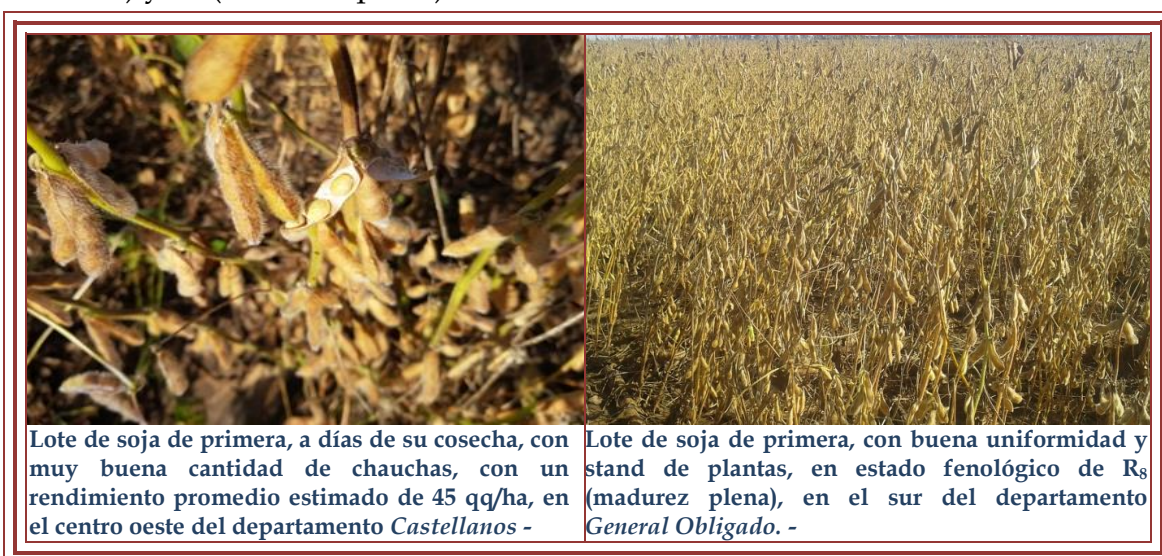 Lote de soja de primera, a días de su cosecha, con
muy buena cantidad de chauchas, con un
rendimiento promedio estimado de 45 qq/ha, en
el centro oeste del departamento Castellanos -
Lote de soja de primera, con buena uniformidad y
stand de plantas, en estado fenológico de R₈
(madurez plena), en el sur del departamento
General Obligado. -